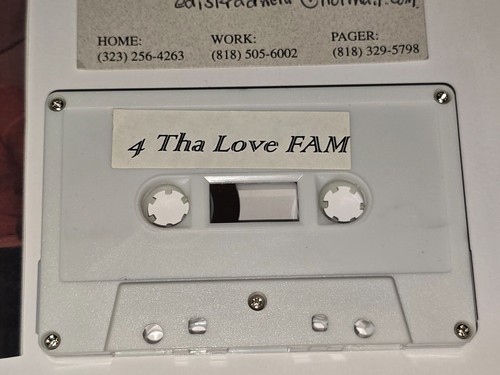 HOME: WORK: PAGER:
(323) 256-4263 (818) 505-6002 (818) 329-5798
4 Tha Love FAM